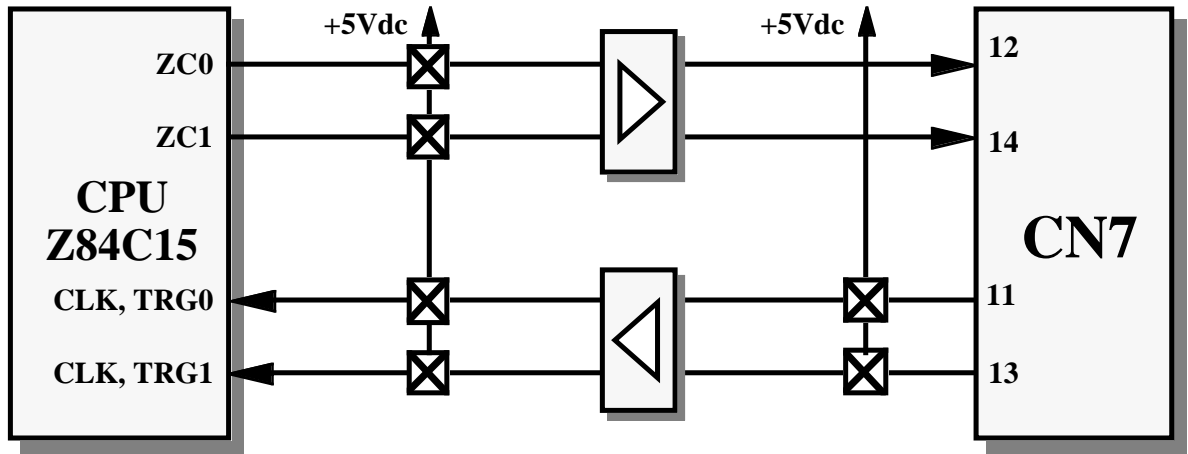 +5Vdc
+5Vdc
ZC0
12
ZC1
14
CPU
Z84C15
CN7
CLK, TRG0
11
CLK, TRG1
13